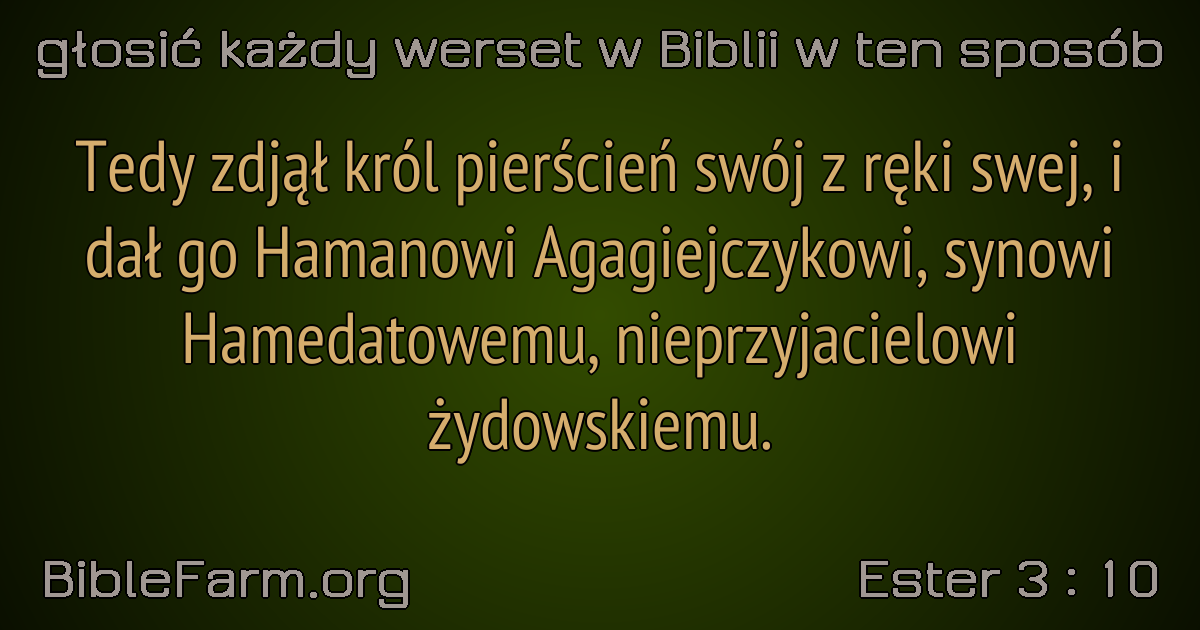 głosić każdy werset w Biblii w ten sposób
Tedy zdjął król pierścień swój z ręki swej, i
dał go Hamanowi Agagiejczykowi, synowi
Hamedatowemu, nieprzyjacielowi
żydowskiemu.
BibleFarm.org
Ester 3 : 10